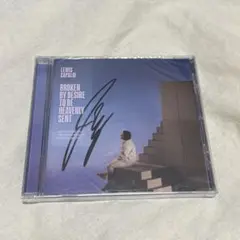 LEWIS
CAPALDI
BROKEN
BY DESIRE
TO BE
HEAVENLY
SENT